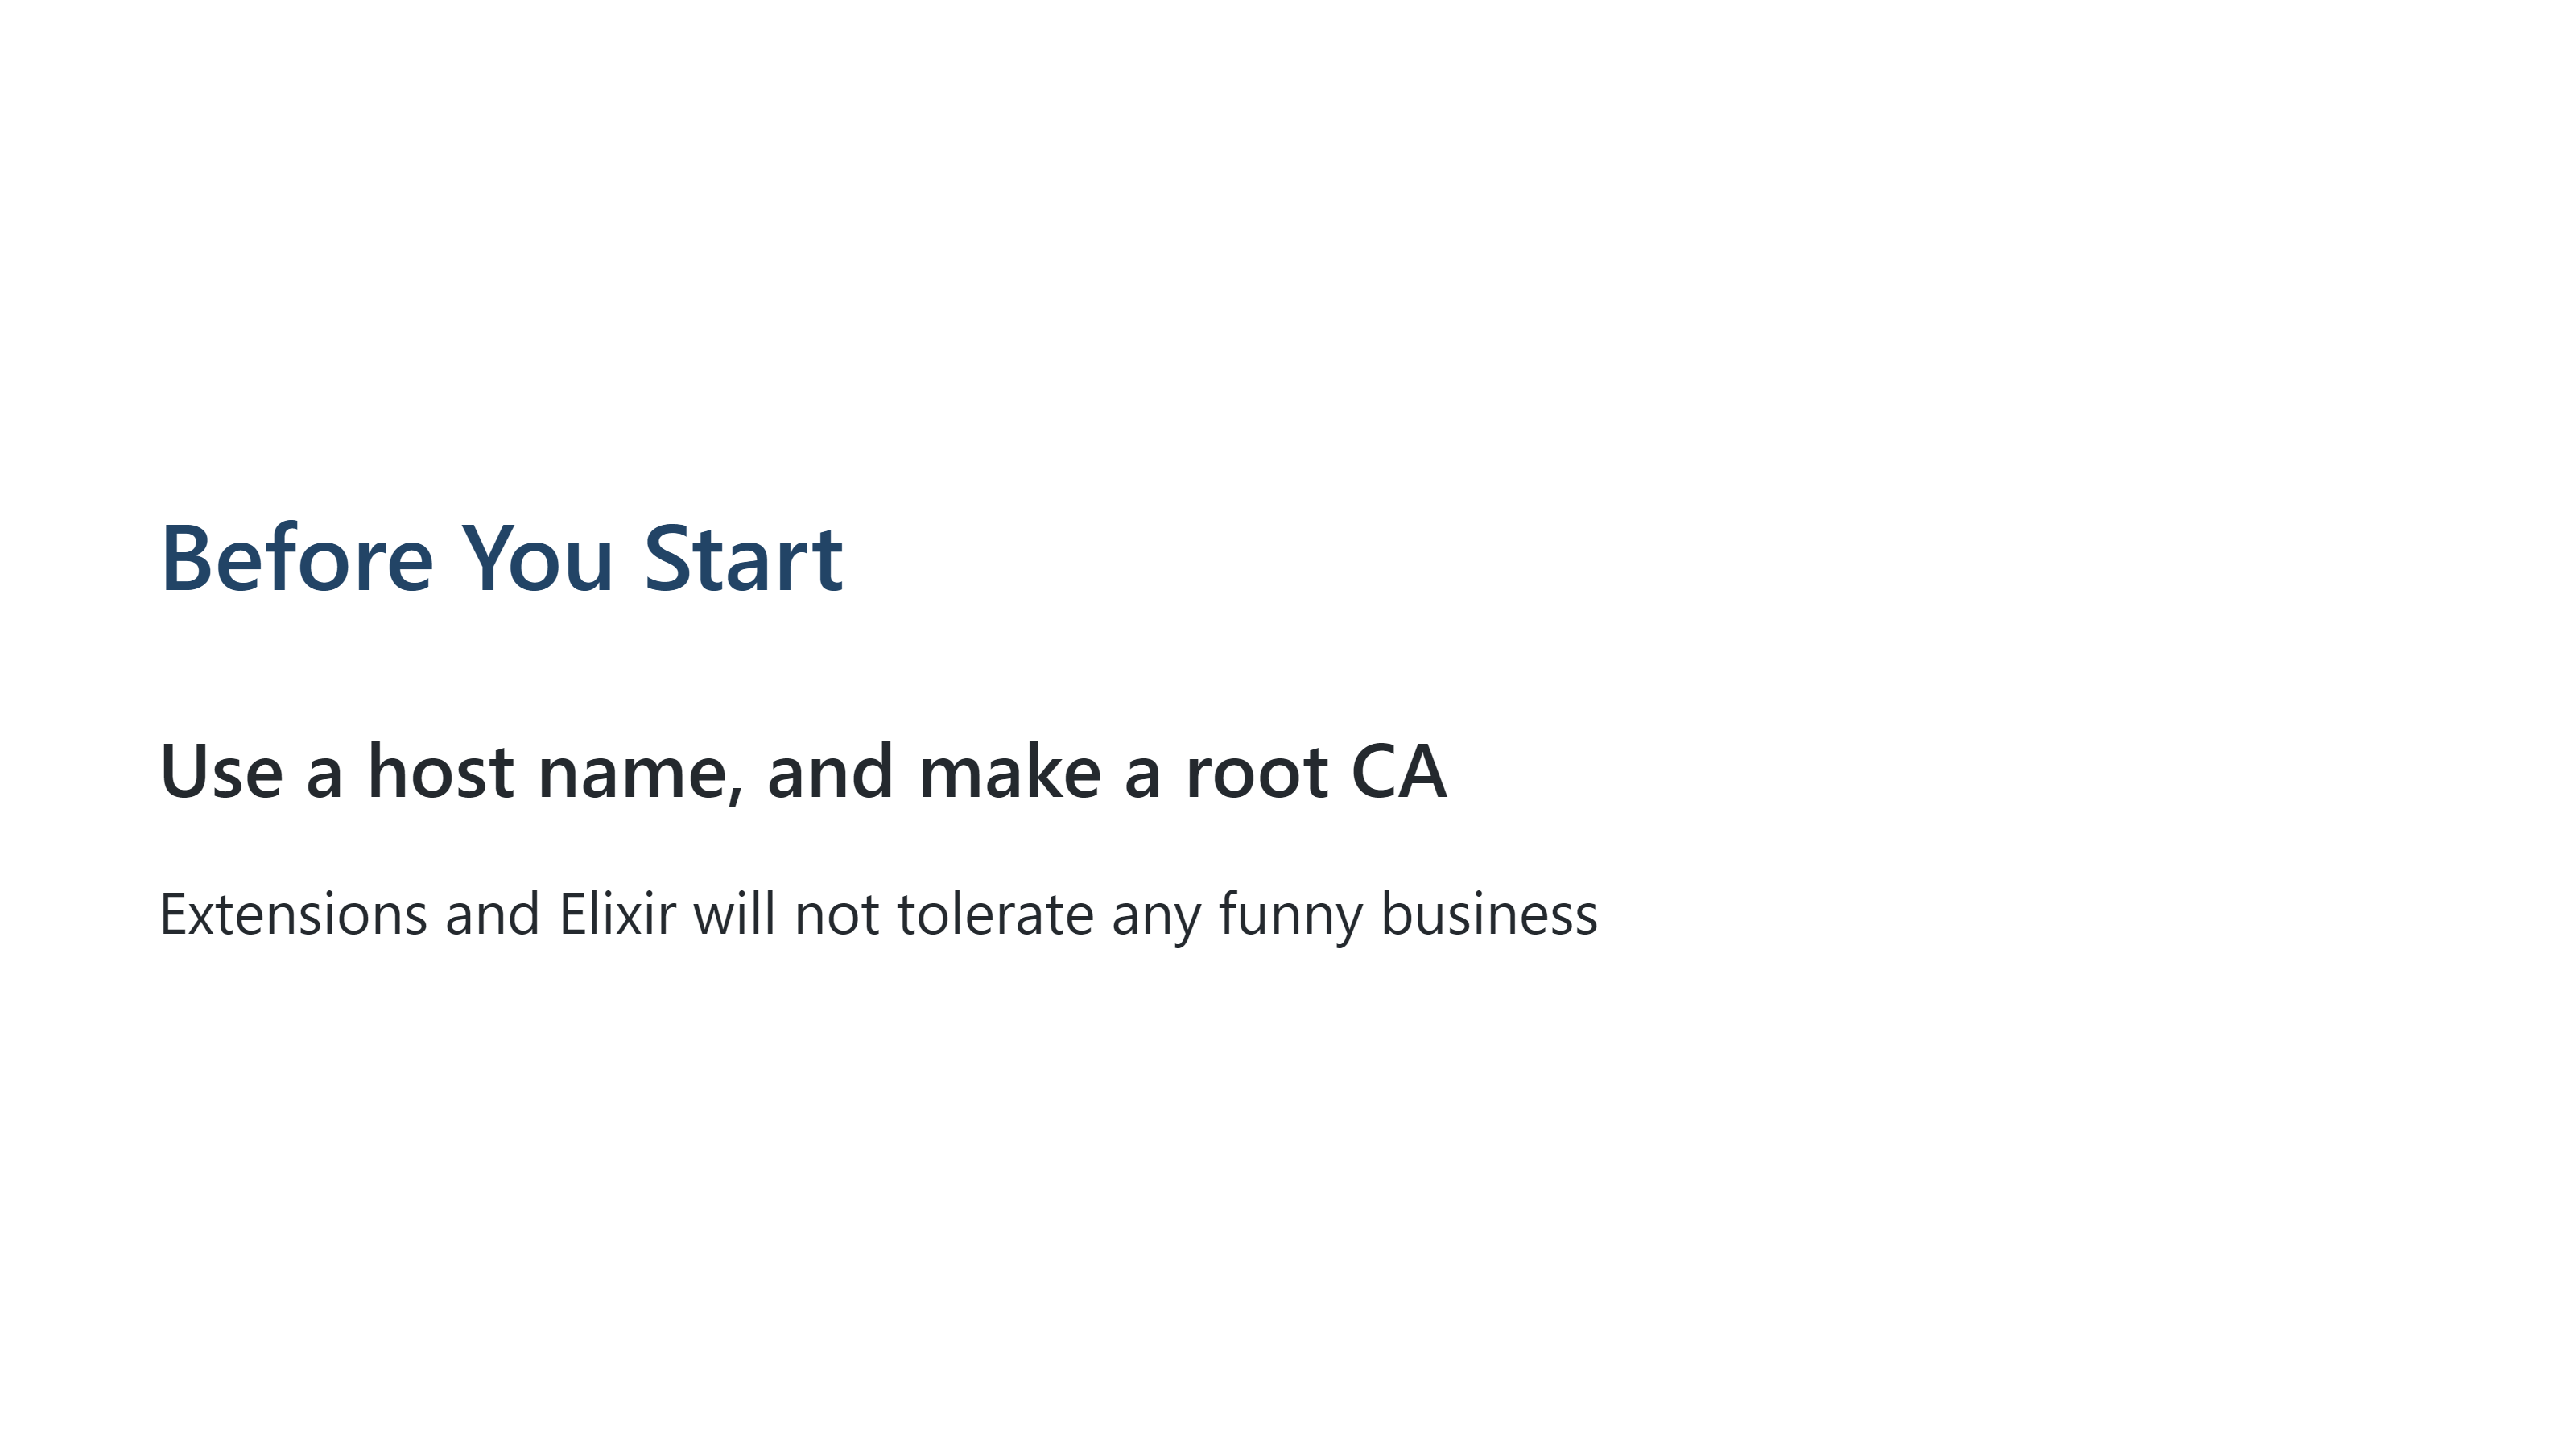 Before You Start
Use a host name, and make a root CA
Extensions and Elixir will not tolerate any funny business